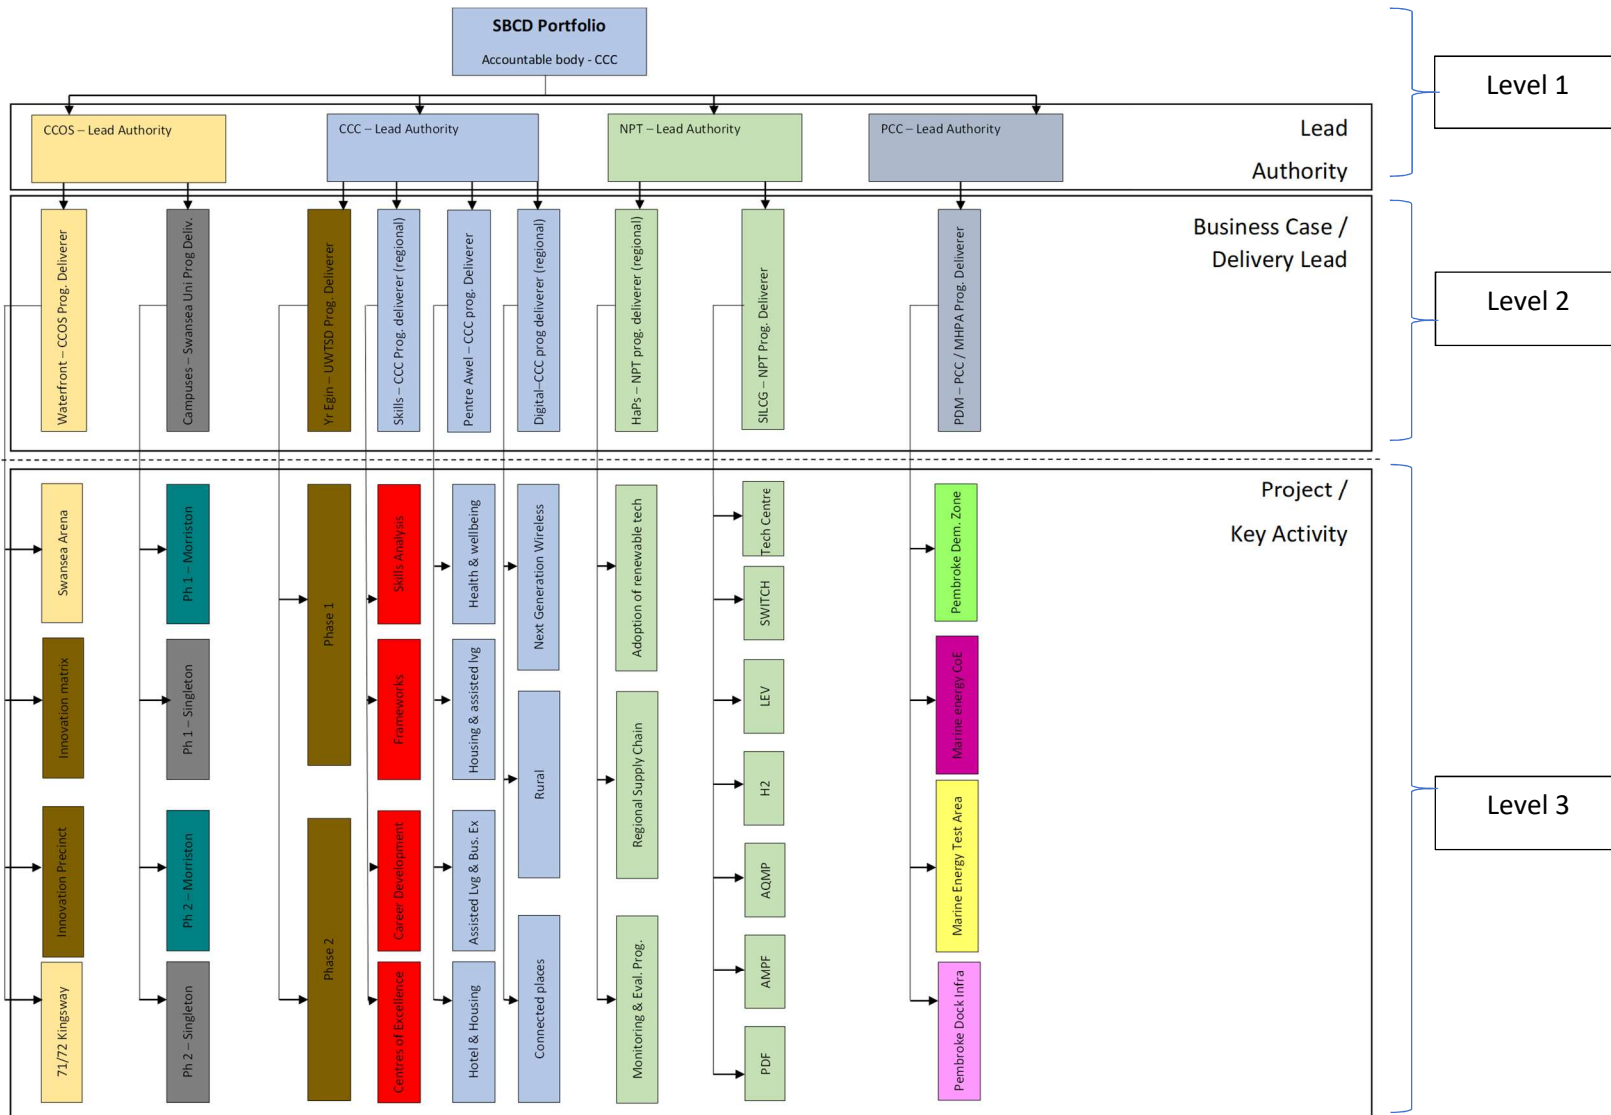 SBCD Portfolio
Accountable body - CCC
Level 1
CCOS – Lead Authority
CCC – Lead Authority
NPT – Lead Authority
PCC – Lead Authority
Lead
Authority
Waterfront – CCOS Prog. Deliverer
Campuses – Swansea Uni Prog Deliv.
Yr Egin – UWTSD Prog. Deliverer
Skills – CCC Prog. deliverer (regional)
Pentre Awel – CCC prog. Deliverer
Digital–CCC prog deliverer (regional)
HaPs – NPT prog. deliverer (regional)
SILCG – NPT Prog. Deliverer
PDM – PCC / MHPA Prog. Deliverer
Business Case /
Delivery Lead
Level 2
Project /
Key Activity
Level 3
Swansea Arena
Innovation matrix
Innovation Precinct
71/72 Kingsway
Ph 1 – Morriston
Ph 1 – Singleton
Ph 2 – Morriston
Ph 2 – Singleton
Phase 1
Phase 2
Skills Analysis
Frameworks
Career Development
Centres of Excellence
Health & wellbeing
Housing & assisted lvg
Assisted Lvg & Bus. Ex
Hotel & Housing
Next Generation Wireless
Rural
Connected places
Adoption of renewable tech
Regional Supply Chain
Monitoring & Eval. Prog.
Tech Centre
SWITCH
LEV
H2
AQMP
AMPF
PDF
Pembroke Dem. Zone
Marine energy CoE
Marine Energy Test Area
Pembroke Dock Infra